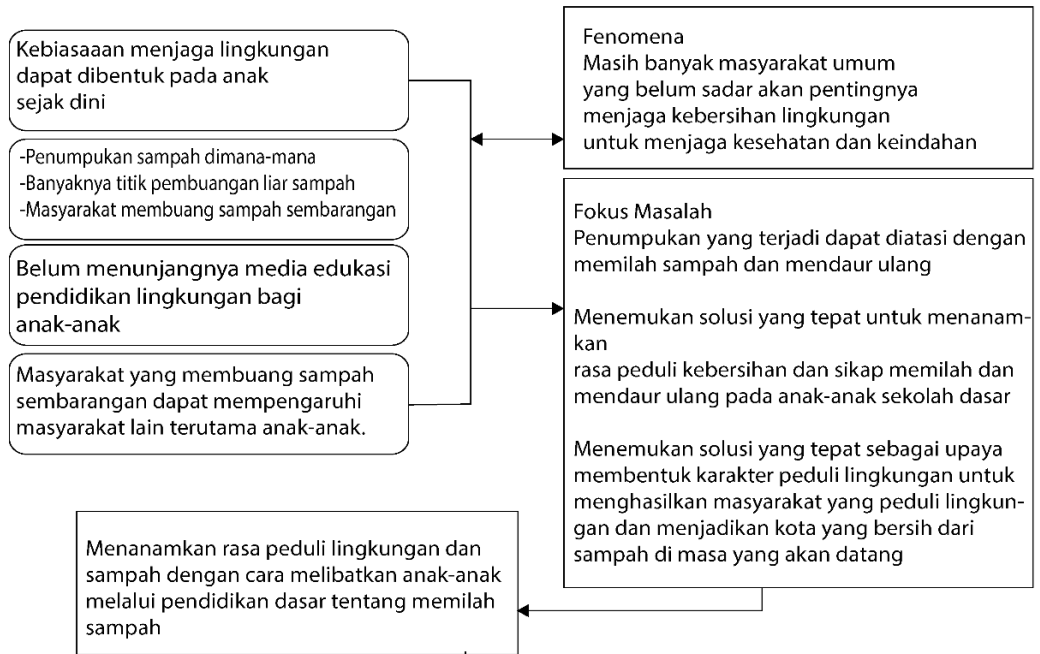 Kebiasaaan menjaga lingkungan
dapat dibentuk pada anak
sejak dini
-Penumpukan sampah dimana-mana
-Banyaknya titik pembuangan liar sampah
-Masyarakat membuang sampah sembarangan
Belum menunjangnya media edukasi
pendidikan lingkungan bagi
anak-anak
Masyarakat yang membuang sampah
sembarangan dapat mempengaruhi
masyarakat lain terutama anak-anak.
Fenomena
Masih banyak masyarakat umum
yang belum sadar akan pentingnya
menjaga kebersihan lingkungan
untuk menjaga kesehatan dan keindahan
Fokus Masalah
Penumpukan yang terjadi dapat diatasi dengan
memilah sampah dan mendaur ulang
Menemukan solusi yang tepat untuk menanam-
kan
rasa peduli kebersihan dan sikap memilah dan
mendaur ulang pada anak-anak sekolah dasar
Menemukan solusi yang tepat sebagai upaya
membentuk karakter peduli lingkungan untuk
menghasilkan masyarakat yang peduli lingkun-
gan dan menjadikan kota yang bersih dari
sampah di masa yang akan datang
Menanamkan rasa peduli lingkungan dan
sampah dengan cara melibatkan anak-anak
melalui pendidikan dasar tentang memilah
sampah